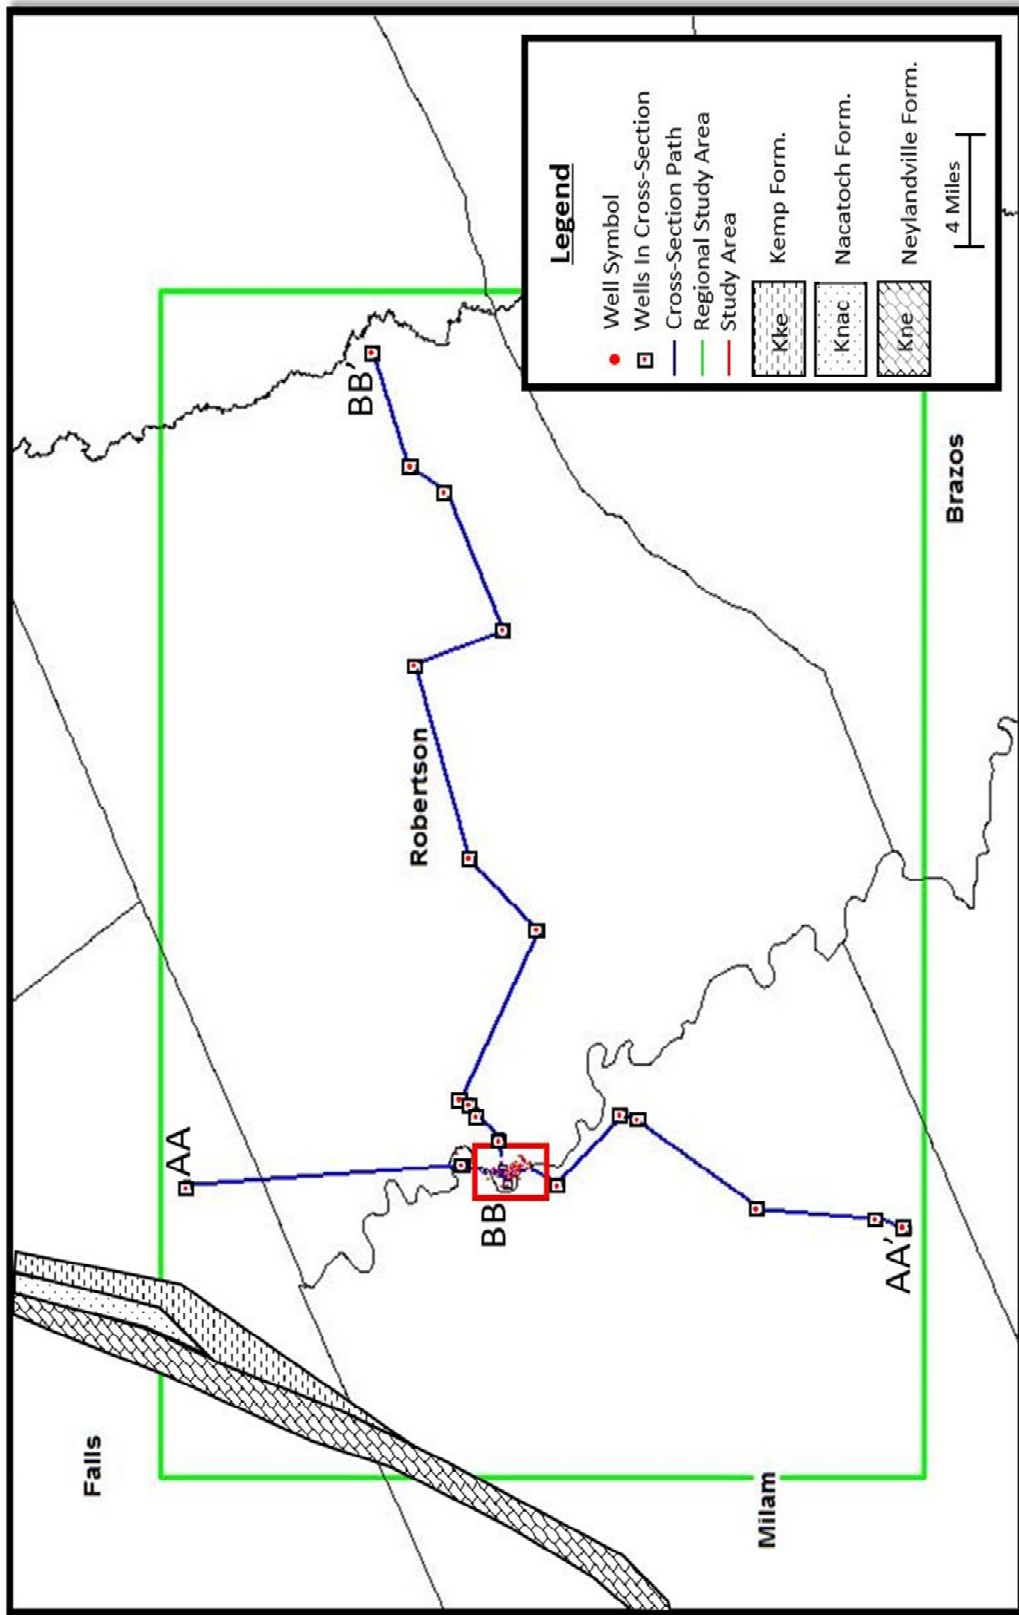 Falls
AA
BB'
Robertson
BB
Milam
AA'
Brazos
Legend
Well Symbol
Wells In Cross-Section
Cross-Section Path
Regional Study Area
Study Area
Kke Kemp Form.
Knac Nacatoch Form.
Kne Neylandville Form.
4 Miles